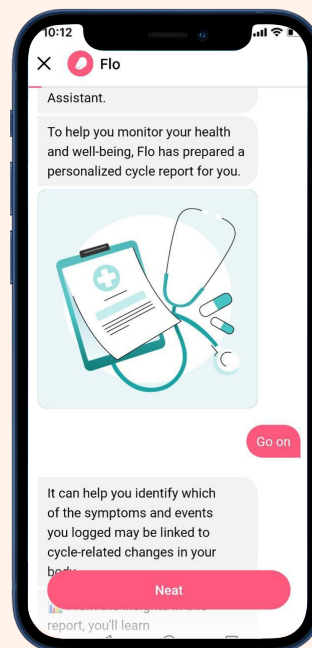 10:12
Flo
Assistant.
To help you monitor your health
and well-being, Flo has prepared a
personalized cycle report for you.
Go on
It can help you identify which
of the symptoms and events
you logged may be linked to
cycle-related changes in your
Neat
report, you'll learn